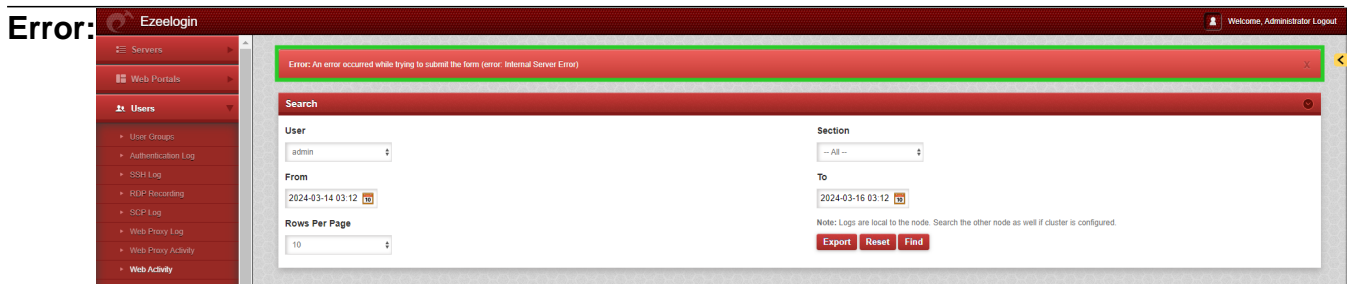 Error:
Ezeelogin
Welcome, Administrator Logout
Servers
Web Portals
Users
User Groups
Authentication Log
SSH Log
RDP Recording
SCP Log
Web Proxy Log
Web Proxy Activity
Web Activity
Error: An error occurred while trying to submit the form (error: Internal Server Error)
X
Search
User
Section
admin
-- All --
From
To
2024-03-14 03:12
2024-03-16 03:12
Rows Per Page
Note: Logs are local to the node. Search the other node as well if cluster is configured.
10
Export Reset Find